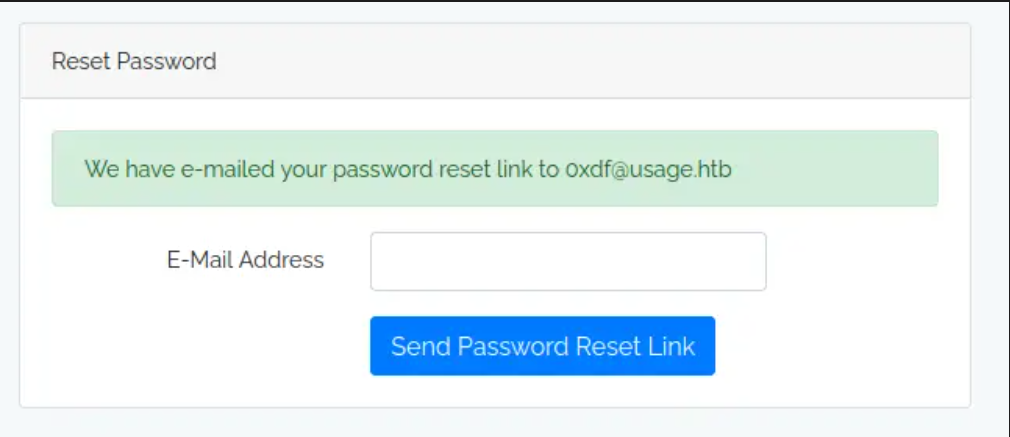 Reset Password
We have e-mailed your password reset link to 0xdf@usage.htb
E-Mail Address
Send Password Reset Link